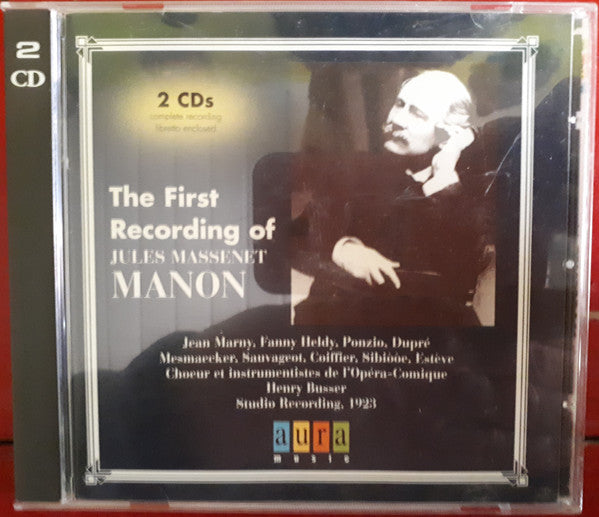 2
CD
2 CDs
complete recording
libretto enclosed
The First
Recording of
JULES MASSENET
MANON
Jean Marny, Fanny Heldy, Ponzio, Dupré
Mesmaecker, Sauvageot, Coiffier, Sibiòòe, Estève
Choeur et instrumentistes de l'Opéra-Comique
Henry Busser
Studio Recording, 1923
aura
music